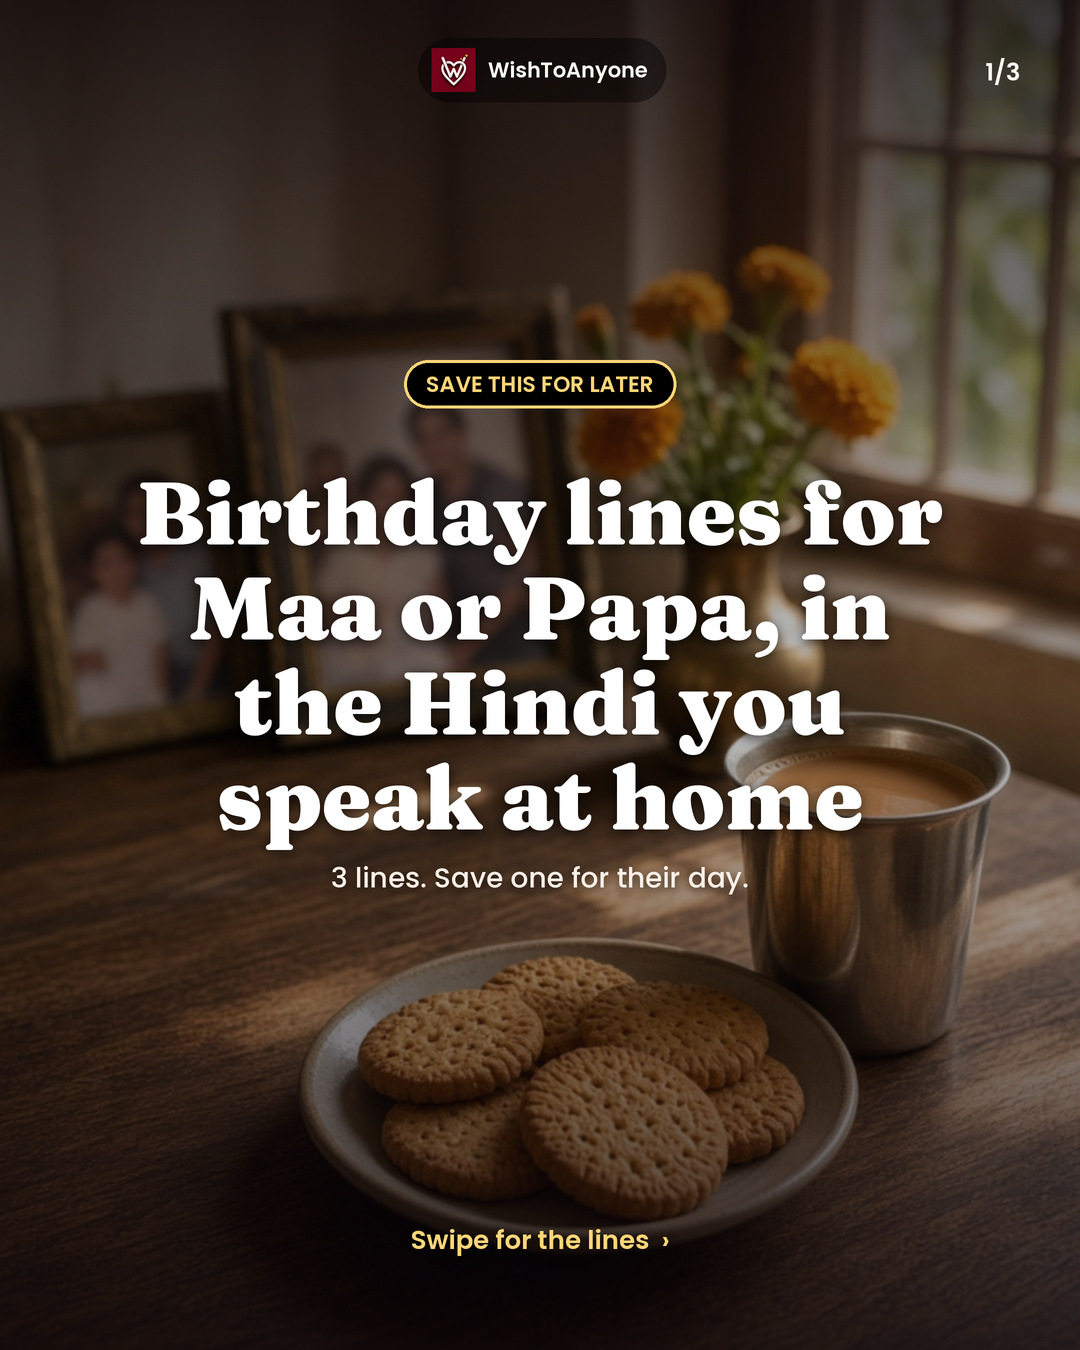 WishToAnyone
1/3
SAVE THIS FOR LATER
Birthday lines for
Maa or Papa, in
the Hindi you
speak at home
3 lines. Save one for their day.
Swipe for the lines ›